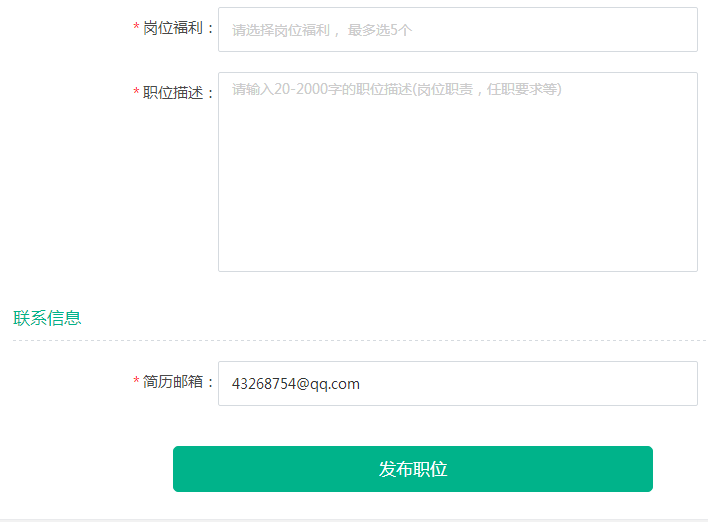 *岗位福利： 请选择岗位福利， 最多选5个
*职位描述： 请输入20-2000字的职位描述(岗位职责，任职要求等)
联系信息
*简历邮箱： 43268754@qq.com
发布职位